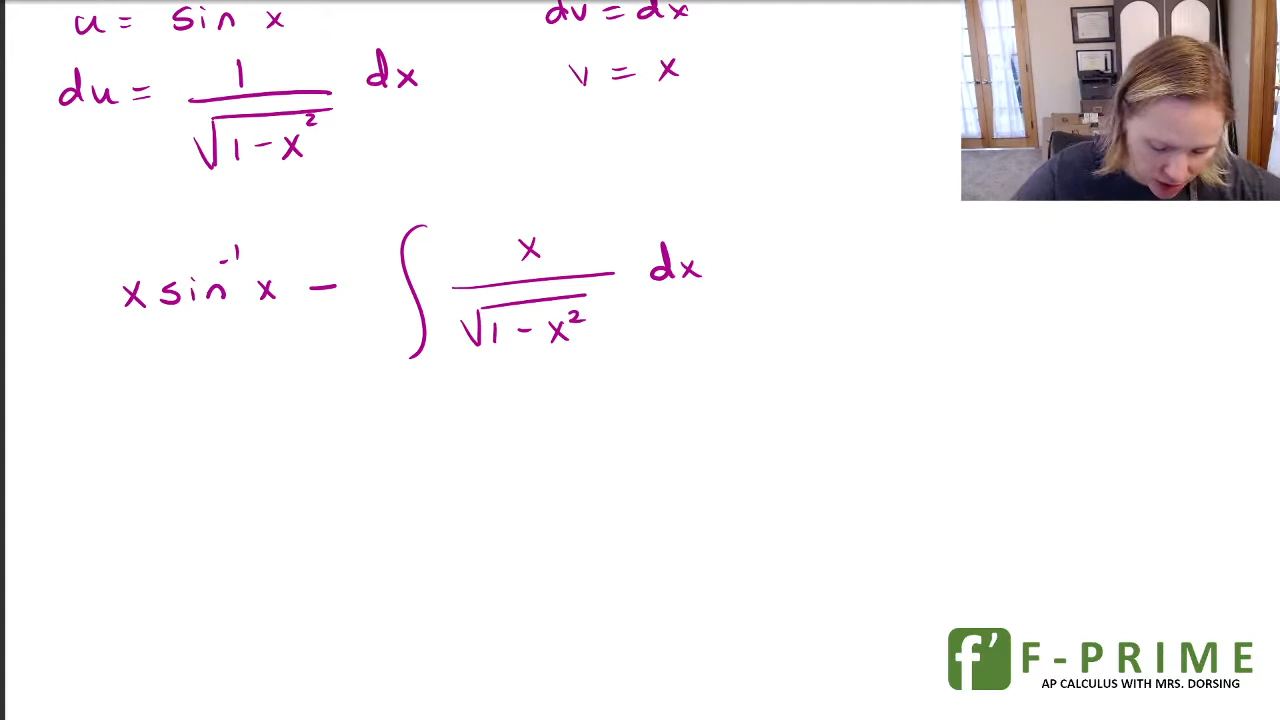 u = sin x dv = dx
du = 1/√(1-x²) dx v = x
x sin⁻¹ x - ∫ x/√(1-x²) dx
f' F-PRIME
AP CALCULUS WITH MRS. DORSING